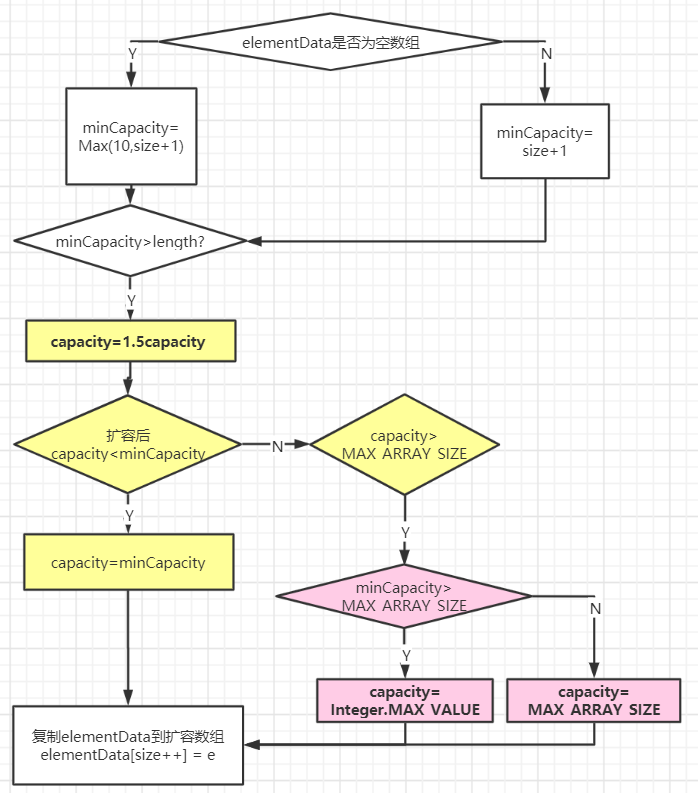 elementData是否为空数组
Y
N
minCapacity=
Max(10,size+1)
minCapacity=
size+1
minCapacity>length?
Y
capacity=1.5capacity
扩容后
capacity<minCapacity
N
capacity>
MAX ARRAY SIZE
Y
Y
capacity=minCapacity
minCapacity>
MAX ARRAY SIZE
N
Y
capacity=
Integer.MAX VALUE
capacity=
MAX ARRAY SIZE
复制elementData到扩容数组
elementData[size++] = e